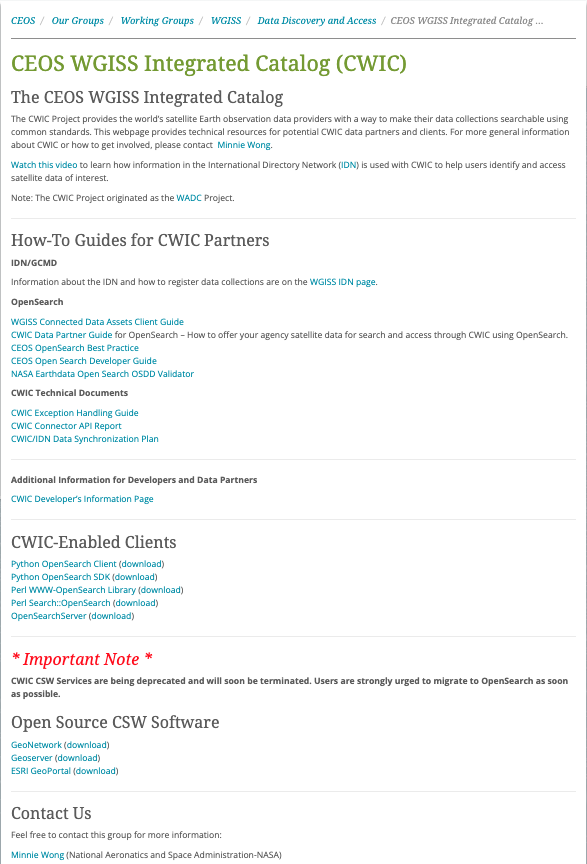 CEOS / Our Groups / Working Groups / WGISS / Data Discovery and Access / CEOS WGISS Integrated Catalog ...
CEOS WGISS Integrated Catalog (CWIC)
The CEOS WGISS Integrated Catalog
The CWIC Project provides the world's satellite Earth observation data providers with a way to make their data collections searchable using
common standards. This webpage provides technical resources for potential CWIC data partners and clients. For more general information
about CWIC or how to get involved, please contact Minnie Wong.
Watch this video to learn how information in the International Directory Network (IDN) is used with CWIC to help users identify and access
satellite data of interest.
Note: The CWIC Project originated as the WADC Project.
How-To Guides for CWIC Partners
IDN/GCMD
Information about the IDN and how to register data collections are on the WGISS IDN page.
OpenSearch
WGISS Connected Data Assets Client Guide
CWIC Data Partner Guide for OpenSearch – How to offer your agency satellite data for search and access through CWIC using OpenSearch.
CEOS OpenSearch Best Practice
CEOS Open Search Developer Guide
NASA Earthdata Open Search OSDD Validator
CWIC Technical Documents
CWIC Exception Handling Guide
CWIC Connector API Report
CWIC/IDN Data Synchronization Plan
Additional Information for Developers and Data Partners
CWIC Developer's Information Page
CWIC-Enabled Clients
Python OpenSearch Client (download)
Python OpenSearch SDK (download)
Perl WWW-OpenSearch Library (download)
Perl Search::OpenSearch (download)
OpenSearchServer (download)
* Important Note *
CWIC CSW Services are being deprecated and will soon be terminated. Users are strongly urged to migrate to OpenSearch as soon
as possible.
Open Source CSW Software
GeoNetwork (download)
Geoserver (download)
ESRI GeoPortal (download)
Contact Us
Feel free to contact this group for more information:
Minnie Wong (National Aeronautics and Space Administration-NASA)